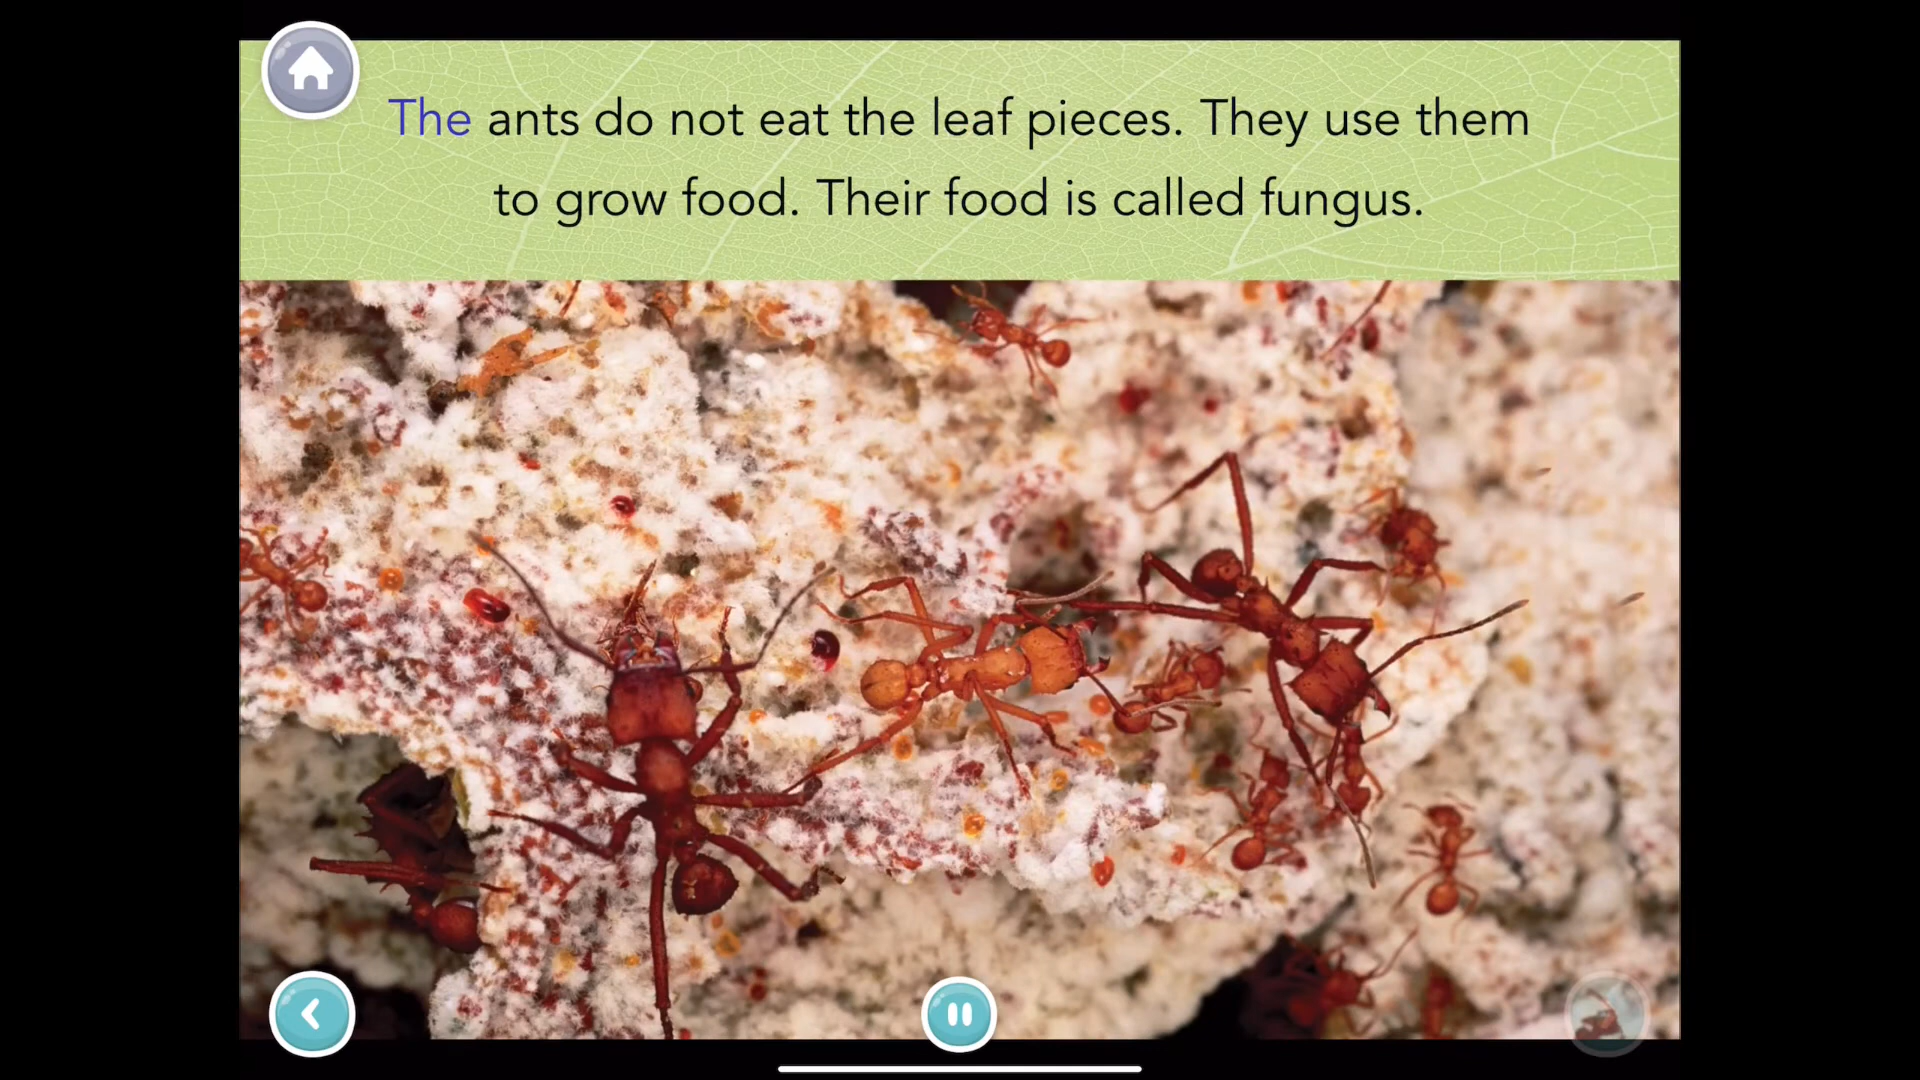 The ants do not eat the leaf pieces. They use them
to grow food. Their food is called fungus.